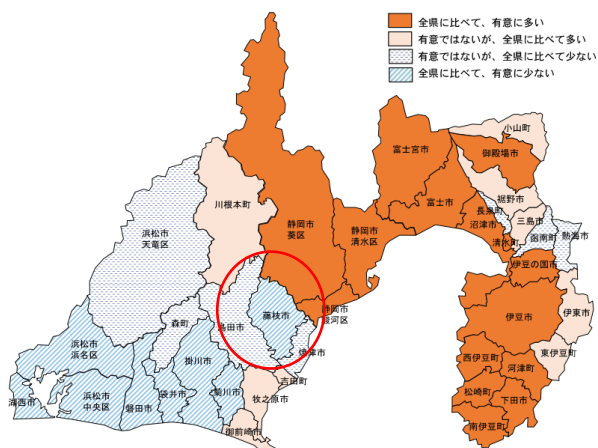 全県に比べて、有意に多い
有意ではないが、全県に比べて多い
有意ではないが、全県に比べて少ない
全県に比べて、有意に少ない
小山町
御殿場市
富士宮市
裾野市
富士市
長泉町
三島市
沼津市
函南町
熱海市
清水町
伊豆の国市
川根本町
静岡市
葵区
静岡市
清水区
浜松市
天竜区
静岡市
駿河区
藤枝市
島田市
森町
焼津市
伊豆市
伊東市
浜松市
浜名区
掛川市
西伊豆町
河津町
東伊豆町
吉田町
湖西市
浜松市
中央区
磐田市
袋井市
菊川市
牧之原市
松崎町
下田市
南伊豆町
御前崎市